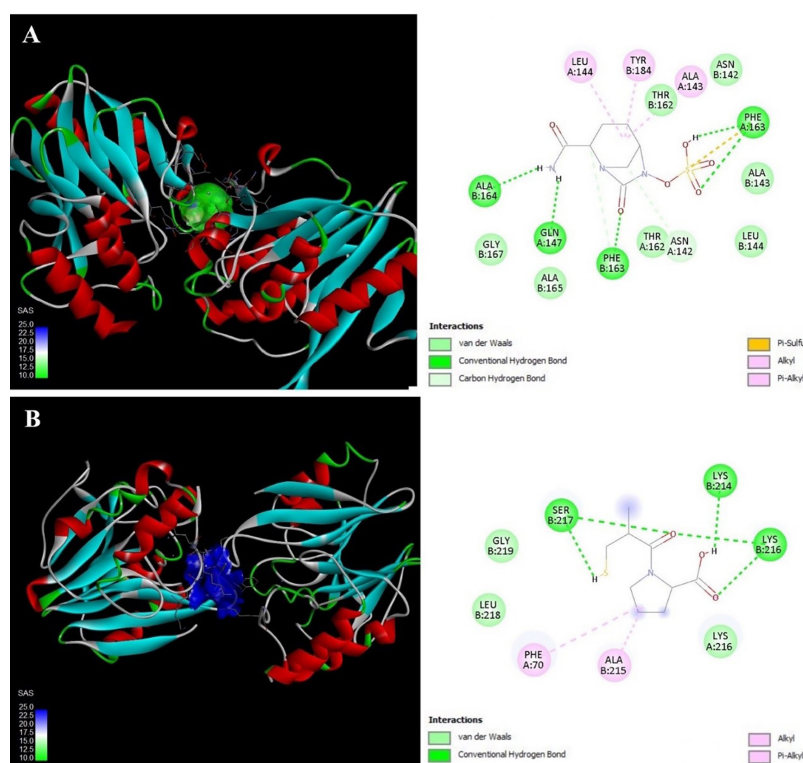 A
SAS
25.0
22.5
20.0
17.5
15.0
12.5
10.0
LEU
A:144
TYR
B:184
ALA
A:143
ASN
B:142
THR
B:162
PHE
A:163
ALA
B:143
LEU
B:144
ALA
B:164
GLN
A:147
GLY
B:167
ALA
B:165
PHE
B:163
THR
A:162
ASN
A:142
H
O
N
H
H
N
N
O
O
H
O
S
O
O
Interactions
van der Waals
Conventional Hydrogen Bond
Carbon Hydrogen Bond
Pi-Sulfu
Alkyl
Pi-Alkyl
B
SAS
25.0
22.5
20.0
17.5
15.0
12.5
10.0
LYS
B:214
SER
B:217
LYS
B:216
GLY
B:219
LEU
B:218
PHE
A:70
ALA
B:215
LYS
A:216
H
S
O
N
O
H
O
Interactions
van der Waals
Conventional Hydrogen Bond
Alkyl
Pi-Alkyl